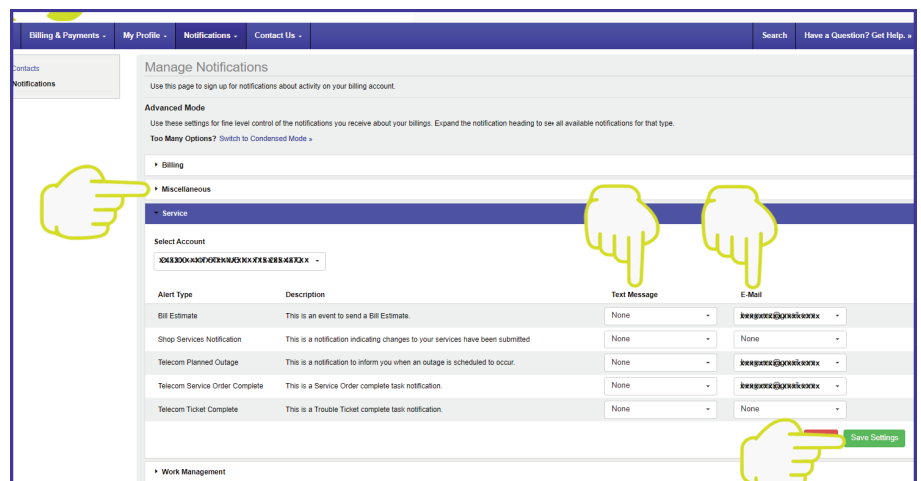 Billing & Payments My Profile Notifications Contact Us Search Have a Question? Get Help. »
Contacts
Notifications
Manage Notifications
Use this page to sign up for notifications about activity on your billing account.
Advanced Mode
Use these settings for fine level control of the notifications you receive about your billings. Expand the notification heading to see all available notifications for that type.
Too Many Options? Switch to Condensed Mode »
Billing
Miscellaneous
Service
Select Account
Alert Type Description Text Message E-Mail
Bill Estimate This is an event to send a Bill Estimate. None
Shop Services Notification This is a notification indicating changes to your services have been submitted None None
Telecom Planned Outage This is a notification to inform you when an outage is scheduled to occur. None
Telecom Service Order Complete This is a Service Order complete task notification. None
Telecom Ticket Complete This is a Trouble Ticket complete task notification. None None
Save Settings
Work Management